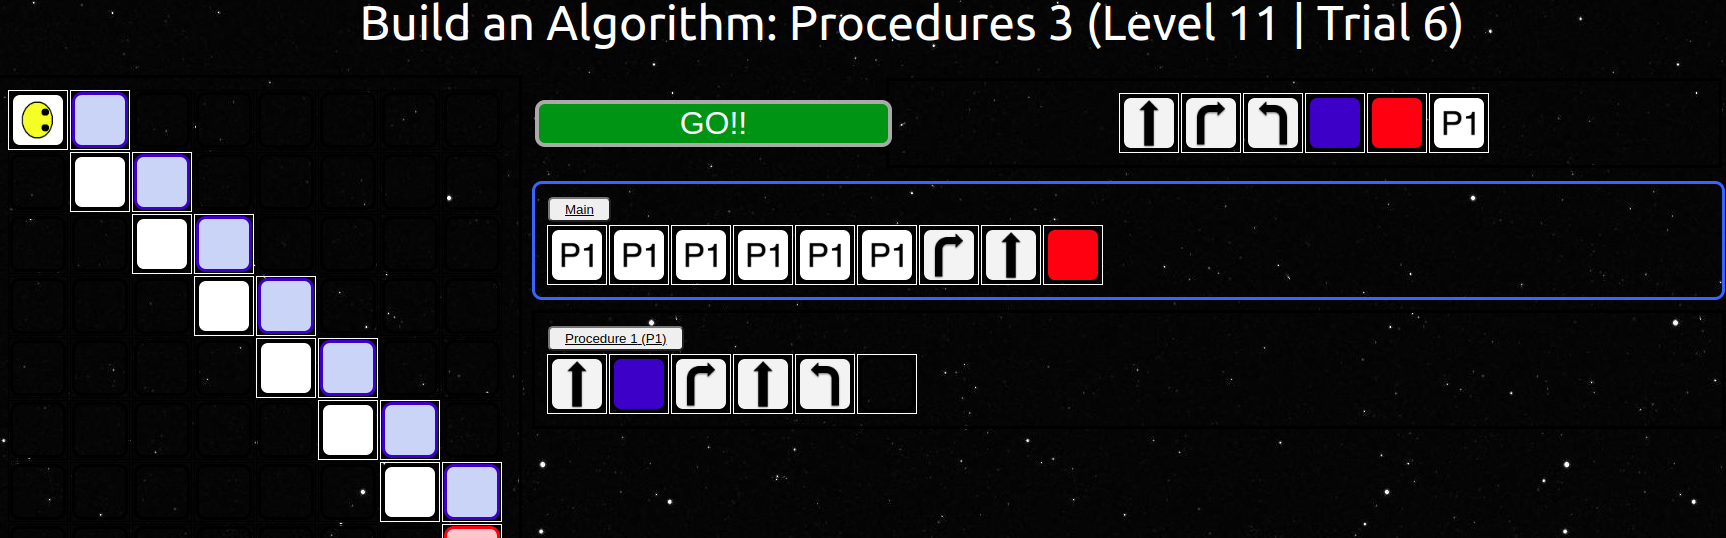 Build an Algorithm: Procedures 3 (Level 11 | Trial 6)
GO!!
P1
Main
P1 P1 P1 P1 P1 P1
Procedure 1 (P1)